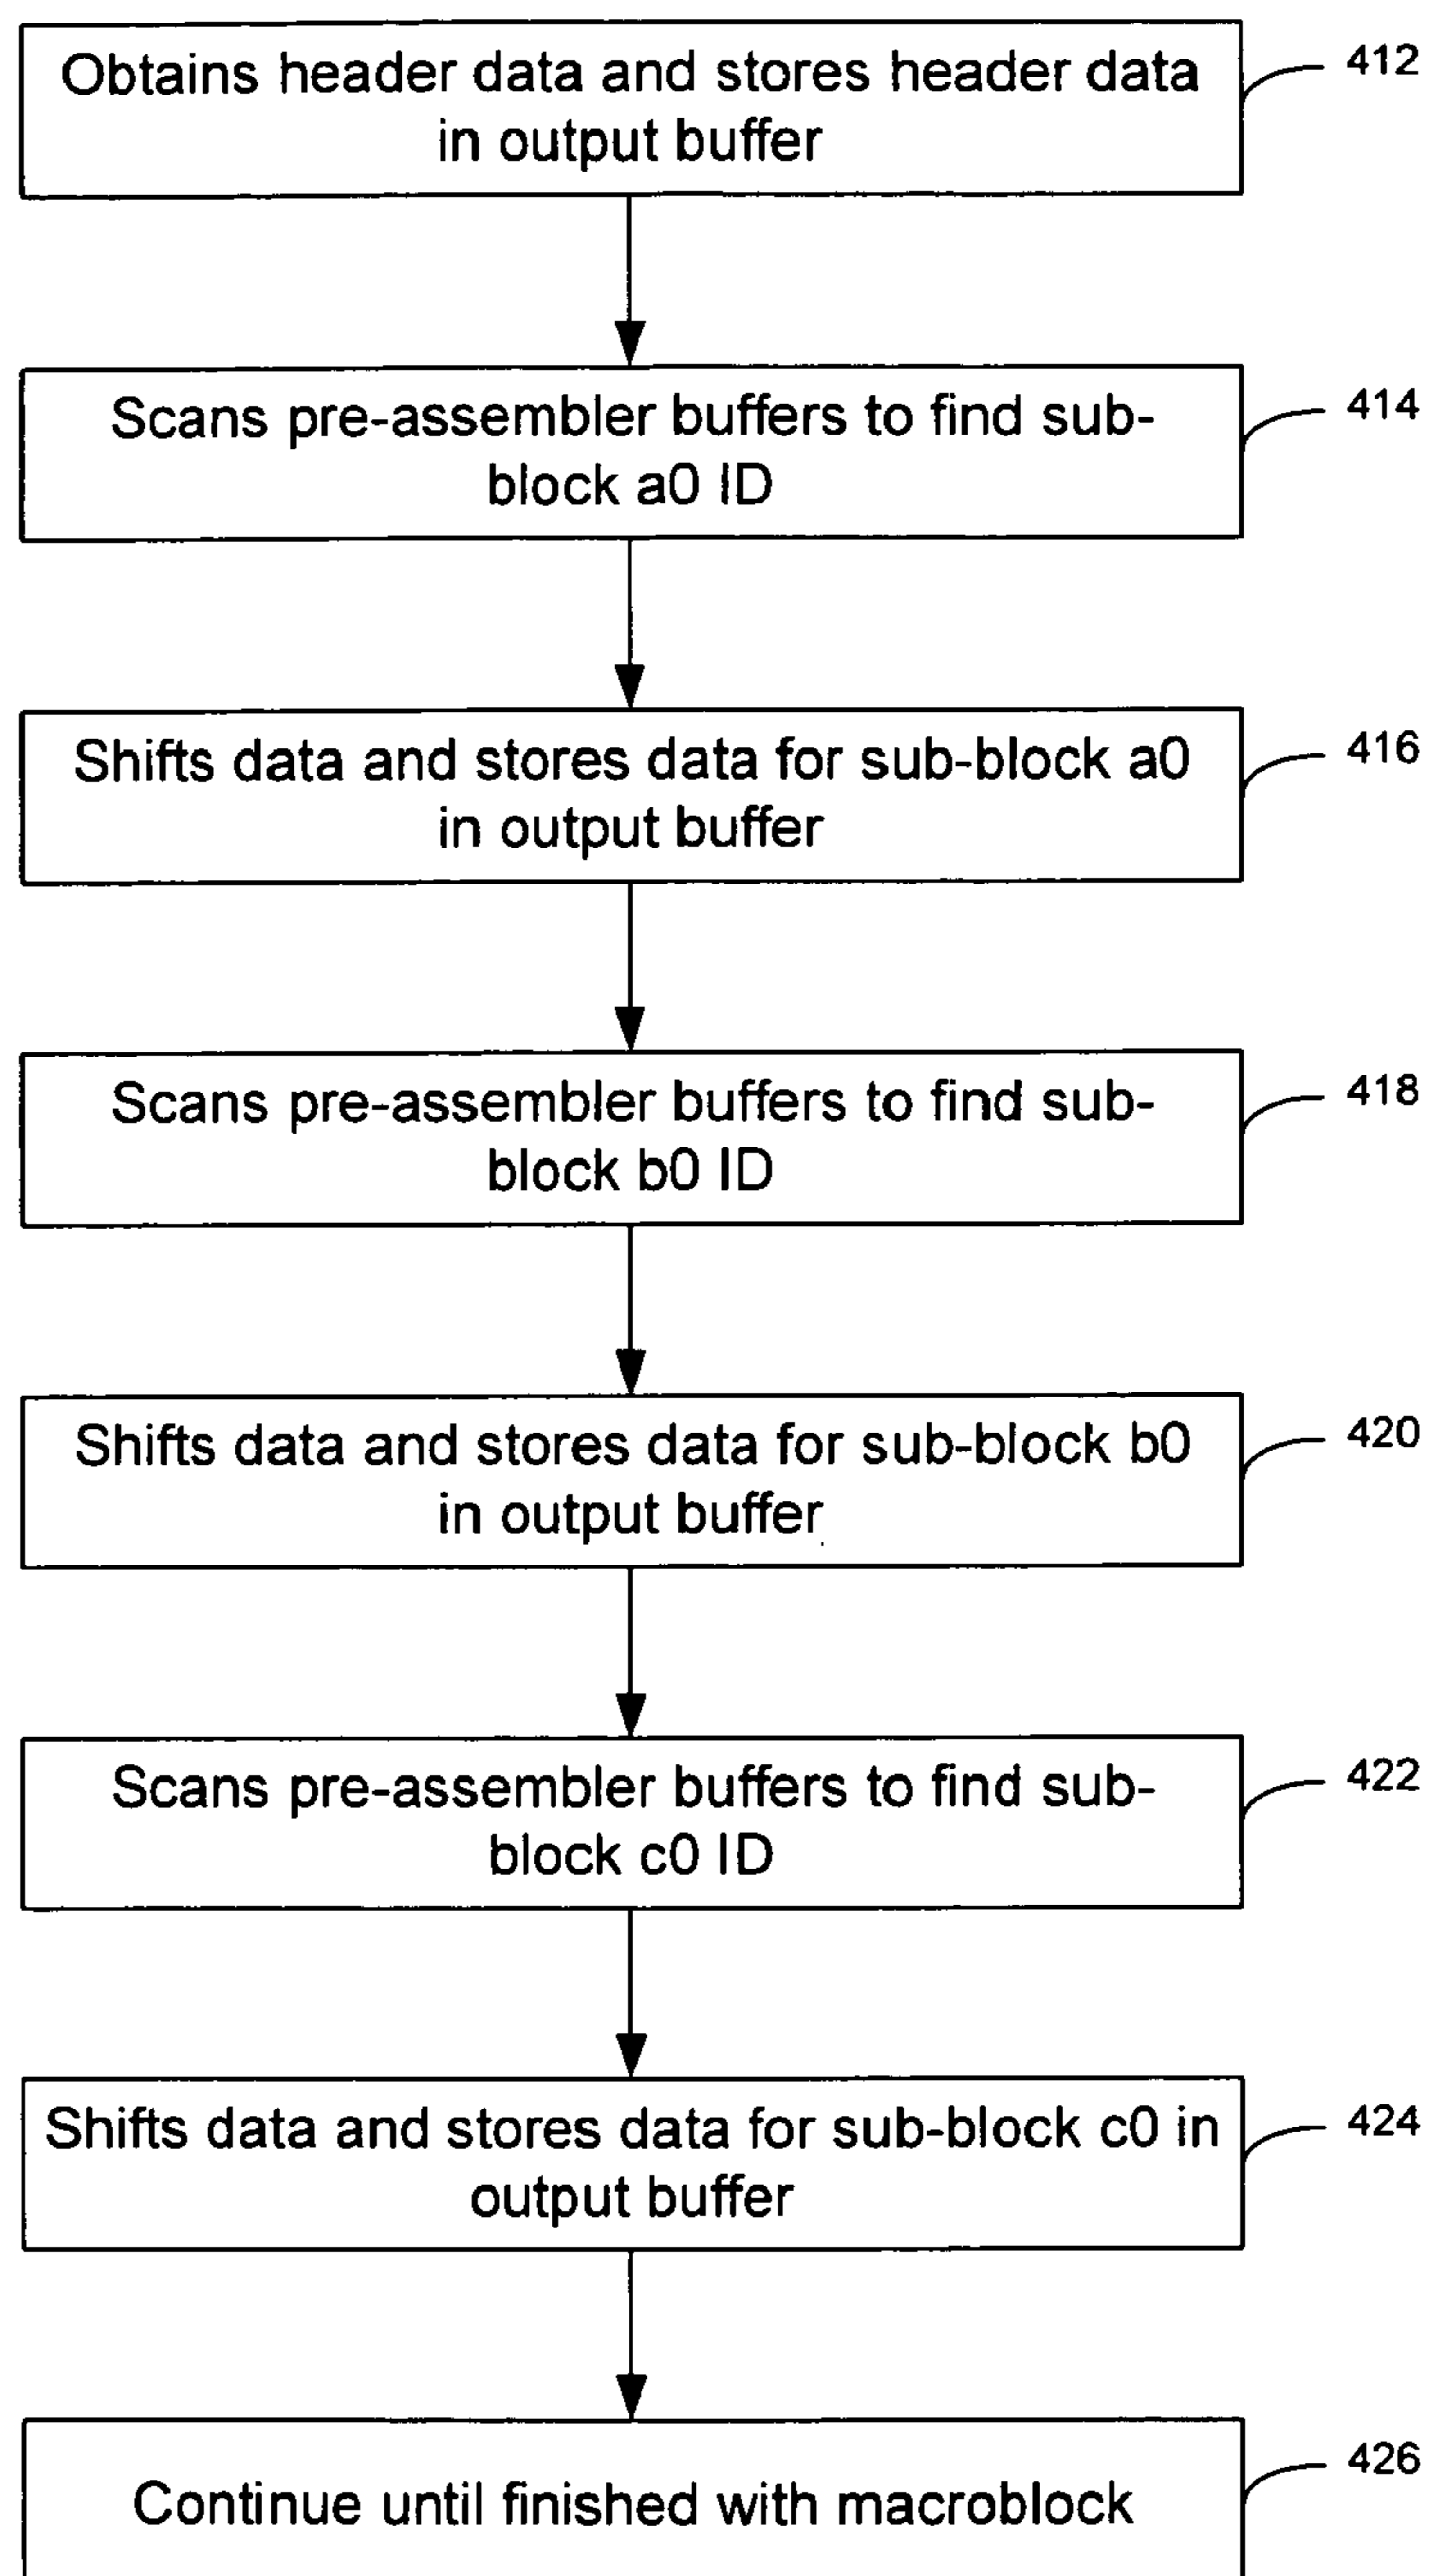 Obtains header data and stores header data
in output buffer
412
Scans pre-assembler buffers to find sub-
block a0 ID
414
Shifts data and stores data for sub-block a0
in output buffer
416
Scans pre-assembler buffers to find sub-
block b0 ID
418
Shifts data and stores data for sub-block b0
in output buffer
420
Scans pre-assembler buffers to find sub-
block c0 ID
422
Shifts data and stores data for sub-block c0 in
output buffer
424
Continue until finished with macroblock
426